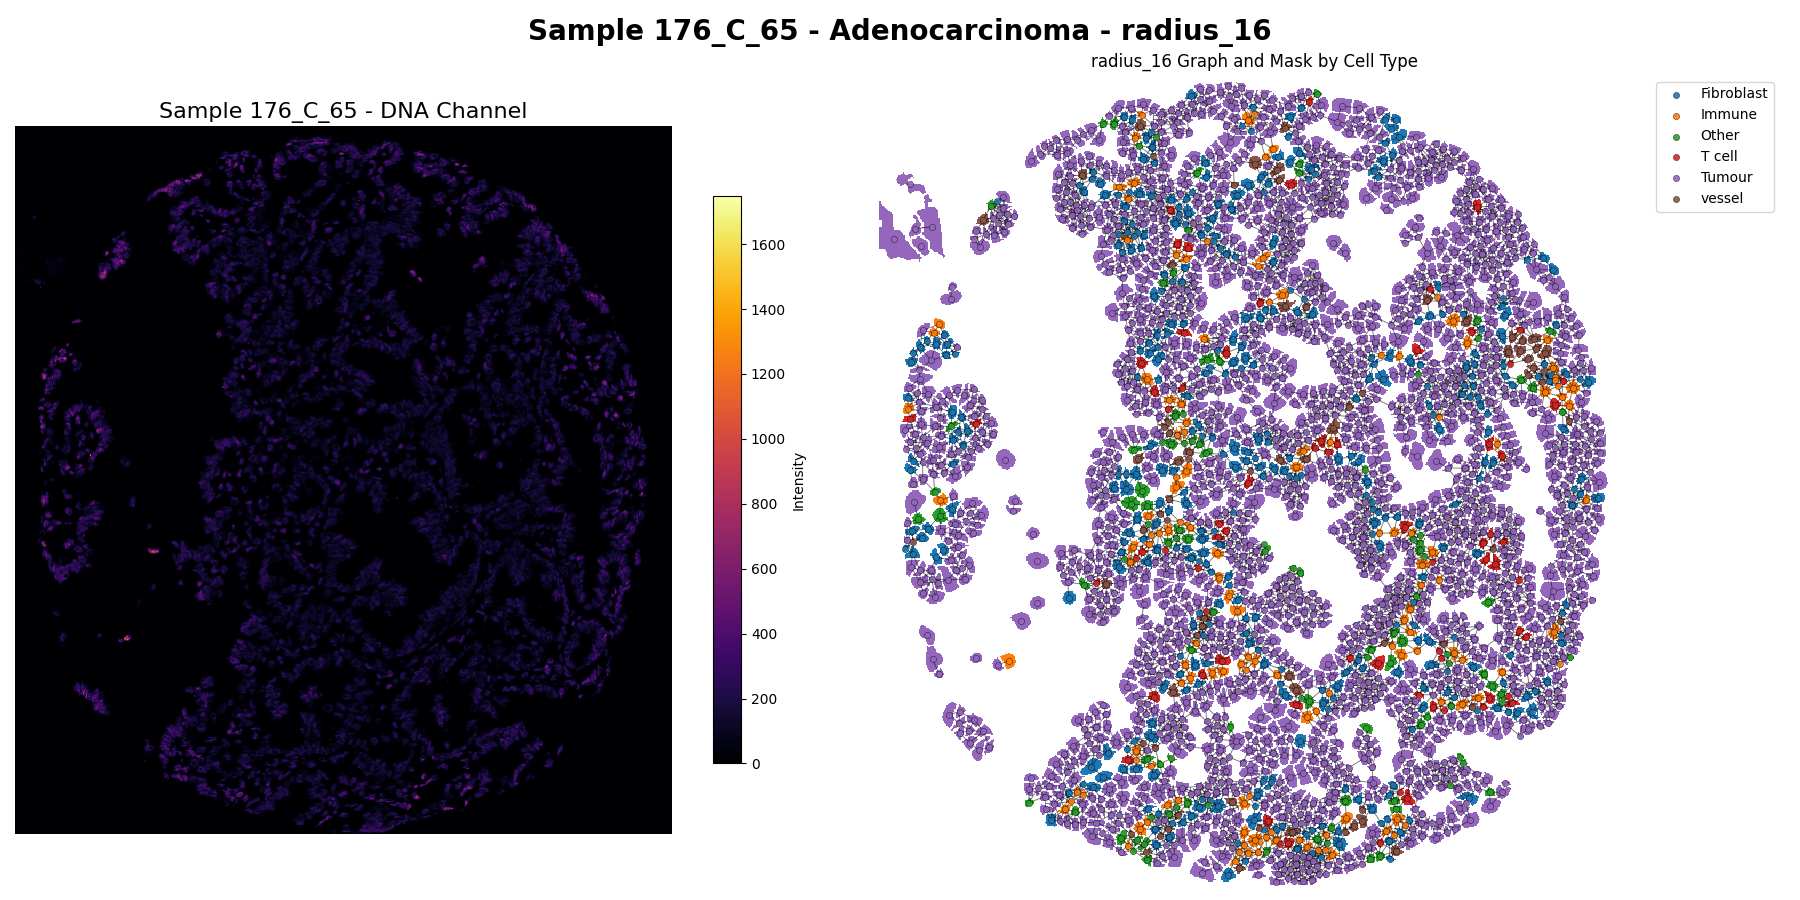 Sample 176_C_65 - Adenocarcinoma - radius_16
Sample 176_C_65 - DNA Channel
1600
1400
1200
1000
800
600
400
200
0
Intensity
radius_16 Graph and Mask by Cell Type
Fibroblast
Immune
Other
T cell
Tumour
vessel